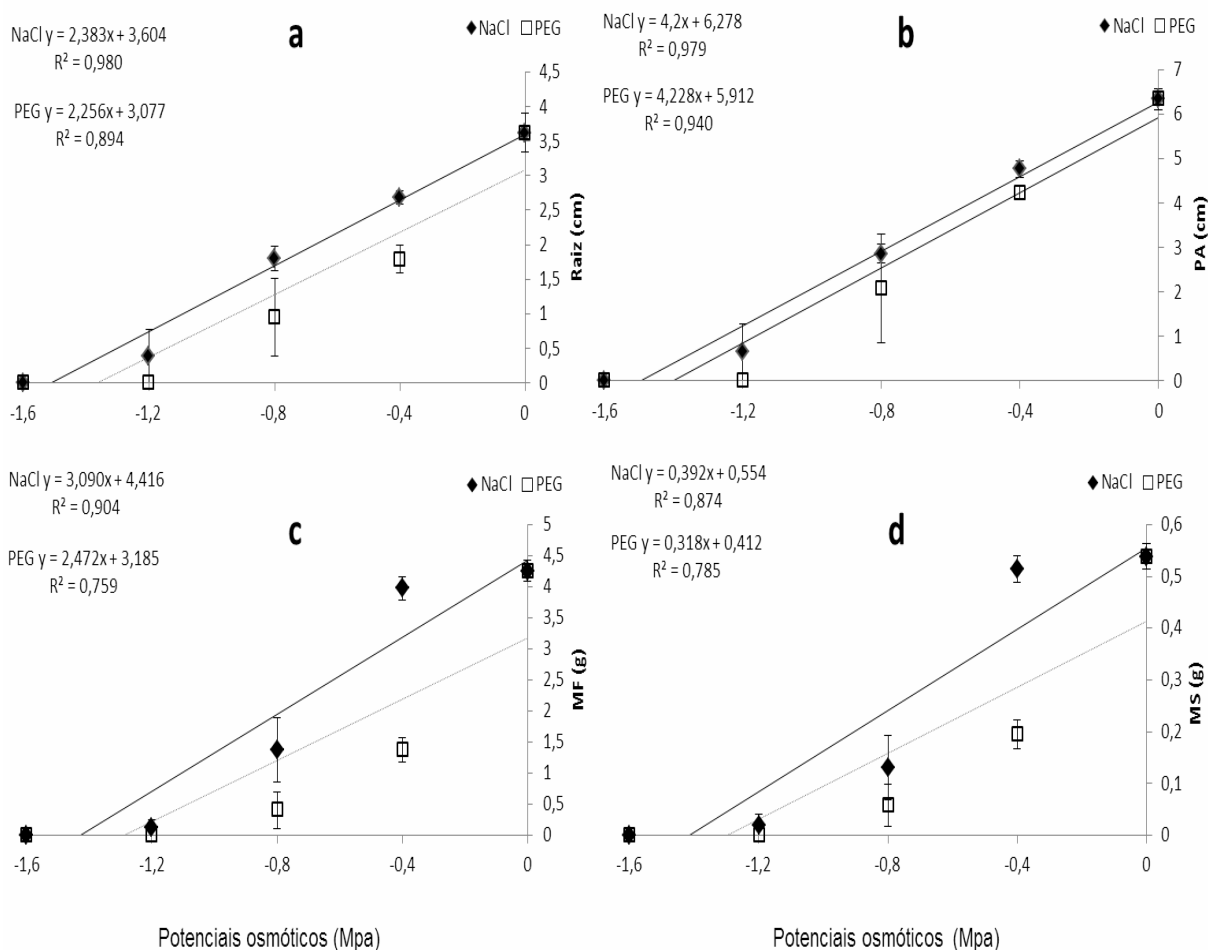 NaCl y = 2,383x + 3,604
R² = 0,980
PEG y = 2,256x + 3,077
R² = 0,894
a
NaCl PEG
4,5
4
3,5
3
2,5
2
1,5
1
0,5
0
Raiz (cm)
-1,6 -1,2 -0,8 -0,4 0
NaCl y = 4,2x + 6,278
R² = 0,979
PEG y = 4,228x + 5,912
R² = 0,940
b
NaCl PEG
7
6
5
4
3
2
1
0
PA (cm)
-1,6 -1,2 -0,8 -0,4 0
NaCl y = 3,090x + 4,416
R² = 0,904
PEG y = 2,472x + 3,185
R² = 0,759
c
NaCl PEG
5
4,5
4
3,5
3
2,5
2
1,5
1
0,5
0
MF (g)
-1,6 -1,2 -0,8 -0,4 0
Potenciais osmóticos (Mpa)
NaCl y = 0,392x + 0,554
R² = 0,874
PEG y = 0,318x + 0,412
R² = 0,785
d
NaCl PEG
0,6
0,5
0,4
0,3
0,2
0,1
0
MS (g)
-1,6 -1,2 -0,8 -0,4 0
Potenciais osmóticos (Mpa)